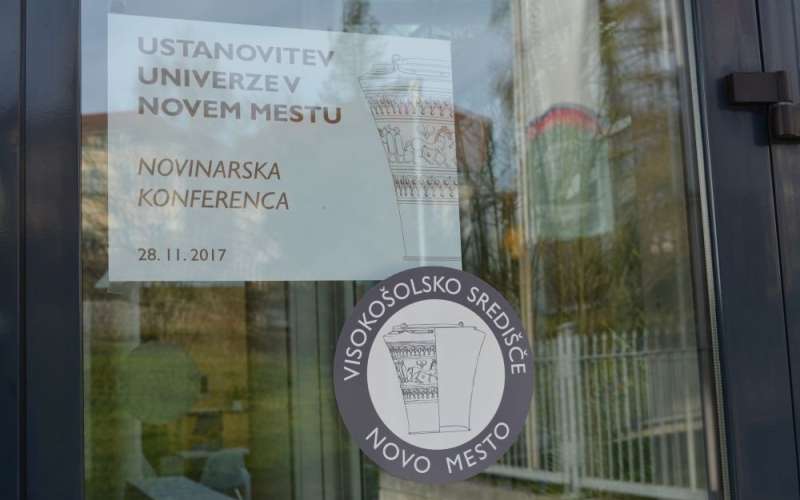 USTANOVITEV
UNIVERZE V
NOVEM MESTU
NOVINARSKA
KONFERENCA
28. 11. 2017
VISOKOŠOLSKO SREDIŠČE
NOVO MESTO